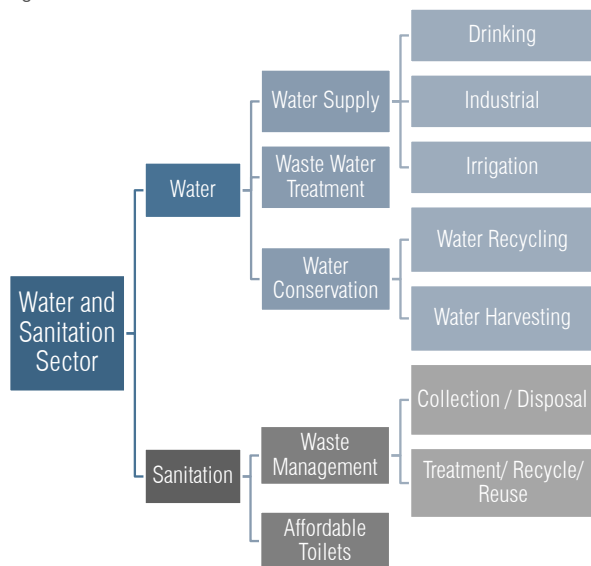 Drinking
Water Supply
Industrial
Waste Water
Treatment
Irrigation
Water
Water
Conservation
Water Recycling
Water Harvesting
Water and
Sanitation
Sector
Collection / Disposal
Waste
Management
Sanitation
Treatment/ Recycle/
Reuse
Affordable
Toilets